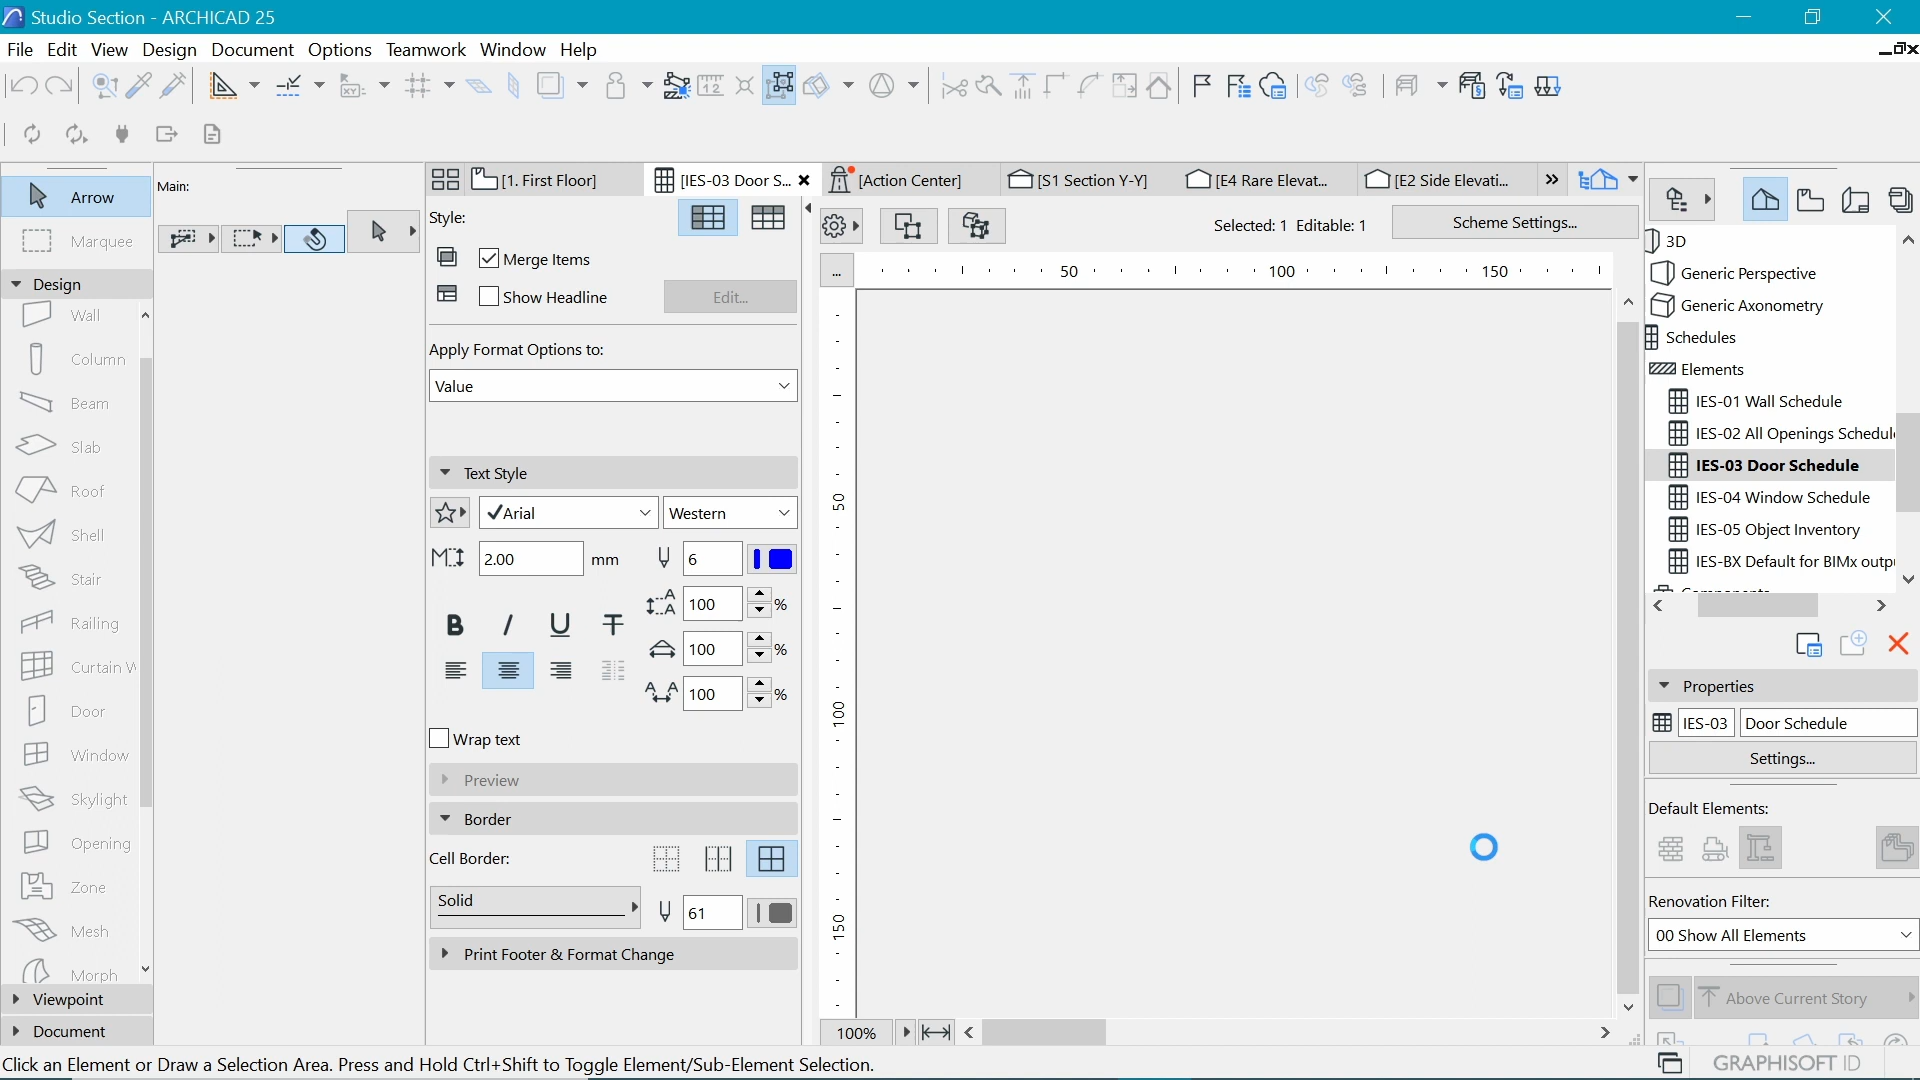 Studio Section - ARCHICAD 25
File Edit View Design Document Options Teamwork Window Help
Arrow
Main:
Marquee
Design
Wall
Column
Beam
Slab
Roof
Shell
Stair
Railing
Curtain W
Door
Window
Skylight
Opening
Zone
Mesh
Morph
Viewpoint
Document
[1. First Floor]
[IES-03 Door S...
[Action Center]
[S1 Section Y-Y]
[E4 Rare Elevat...
[E2 Side Elevati...
Style:
Merge Items
Show Headline
Edit...
Apply Format Options to:
Value
Text Style
Arial
Western
2.00 mm
6
100 %
100 %
100 %
Wrap text
Preview
Border
Cell Border:
Solid
61
Print Footer & Format Change
Selected: 1 Editable: 1
Scheme Settings...
...
50 100 150
50
100
150
100%
3D
Generic Perspective
Generic Axonometry
Schedules
Elements
IES-01 Wall Schedule
IES-02 All Openings Schedul
IES-03 Door Schedule
IES-04 Window Schedule
IES-05 Object Inventory
IES-BX Default for BIMx outp
Properties
IES-03 Door Schedule
Settings...
Default Elements:
Renovation Filter:
00 Show All Elements
Above Current Story
Click an Element or Draw a Selection Area. Press and Hold Ctrl+Shift to Toggle Element/Sub-Element Selection.
GRAPHISOFT ID